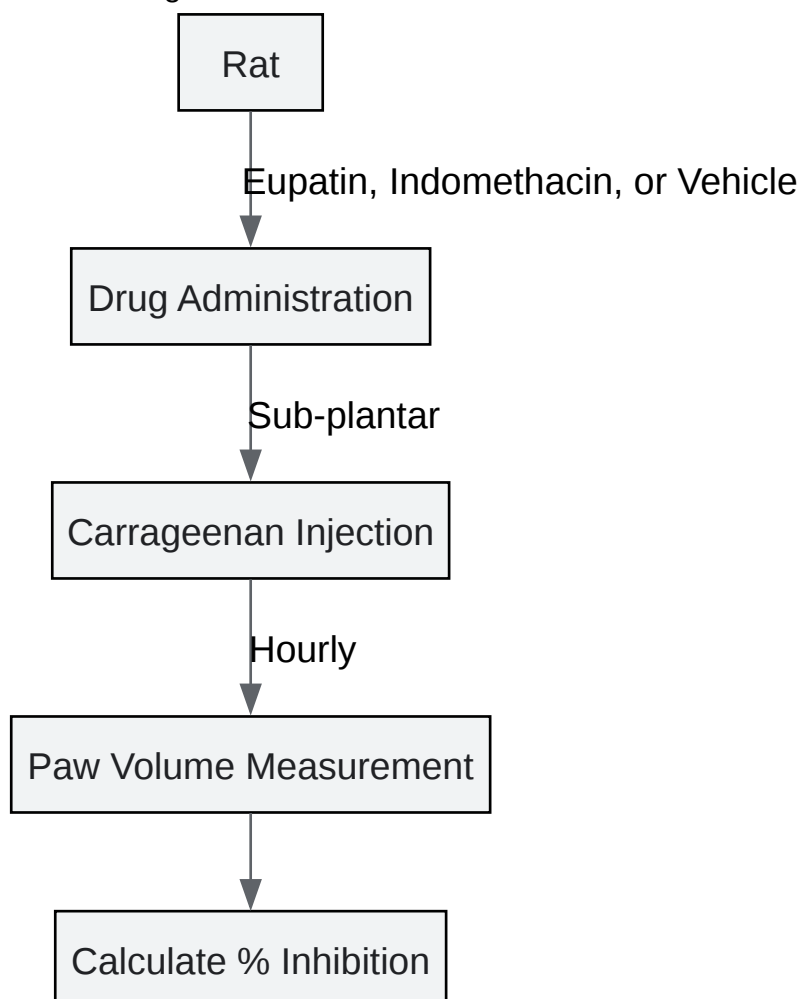 Rat
Eupatin, Indomethacin, or Vehicle
Drug Administration
Sub-plantar
Carrageenan Injection
Hourly
Paw Volume Measurement
Calculate % Inhibition